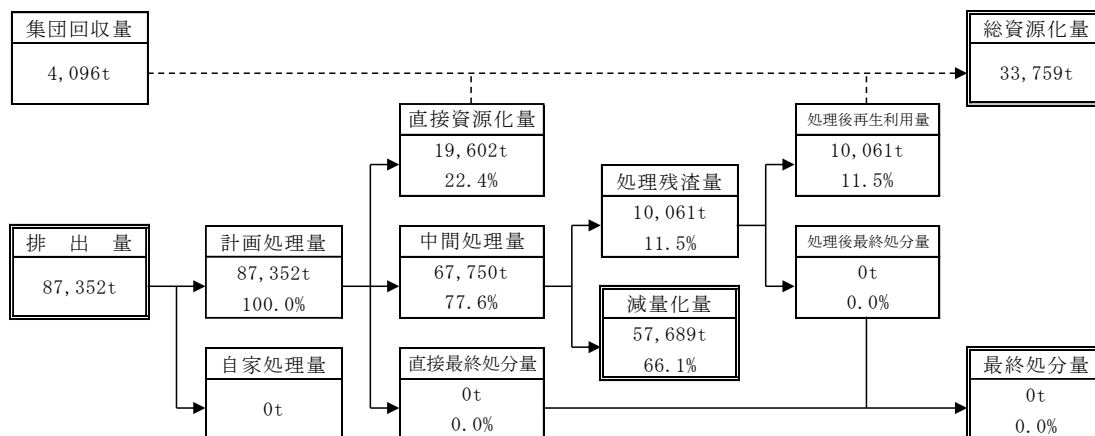 集団回収量
4,096t
総資源化量
33,759t
直接資源化量
19,602t
22.4%
処理後再生利用量
10,061t
11.5%
処理残渣量
10,061t
11.5%
排 出 量
87,352t
計画処理量
87,352t
100.0%
中間処理量
67,750t
77.6%
処理後最終処分量
0t
0.0%
減量化量
57,689t
66.1%
自家処理量
0t
直接最終処分量
0t
0.0%
最終処分量
0t
0.0%